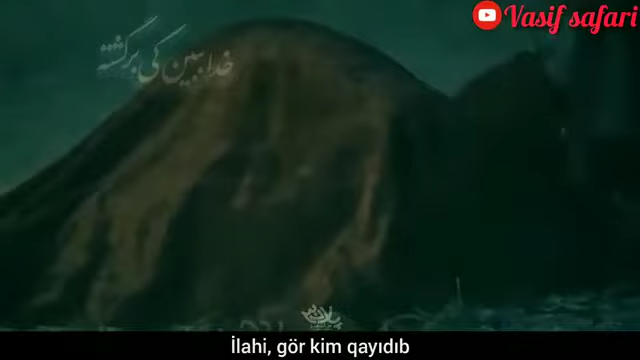 Vasif safari
خدا ببین کی برگشته
İlahi, gör kim qayıdıb